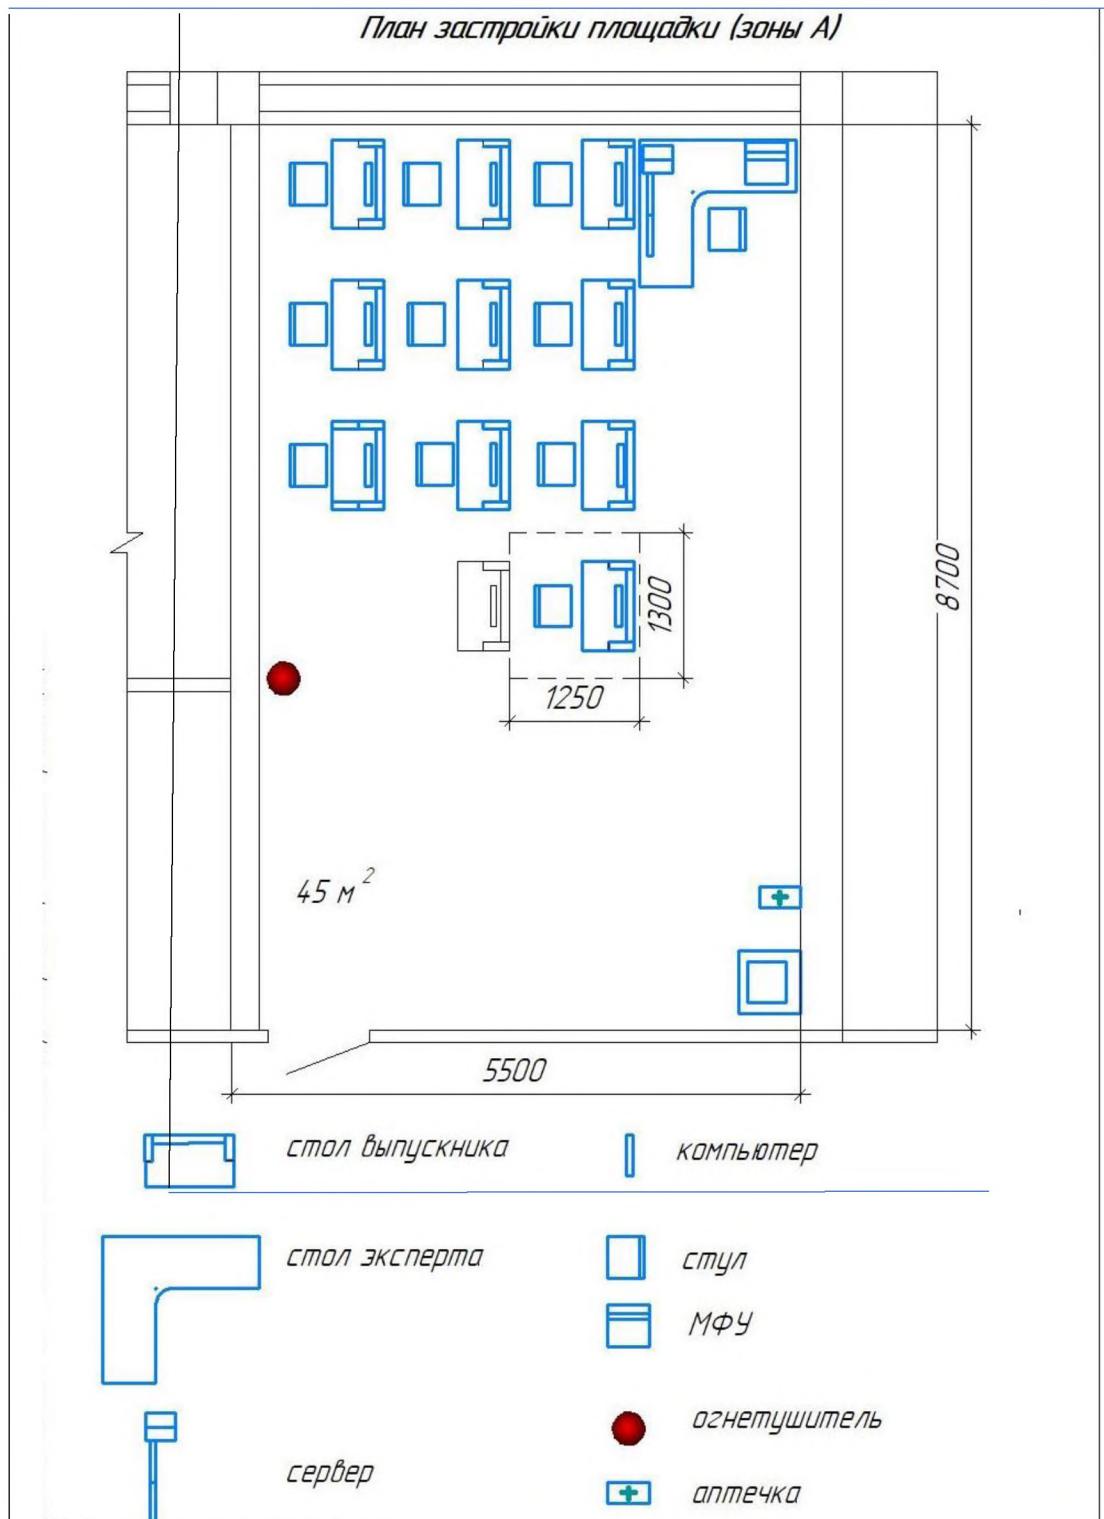 План застройки площадки (зоны А)
8700
1300
1250
45 м²
5500
стол выпускника
компьютер
стол эксперта
стул
МФУ
огнетушитель
сервер
аптечка